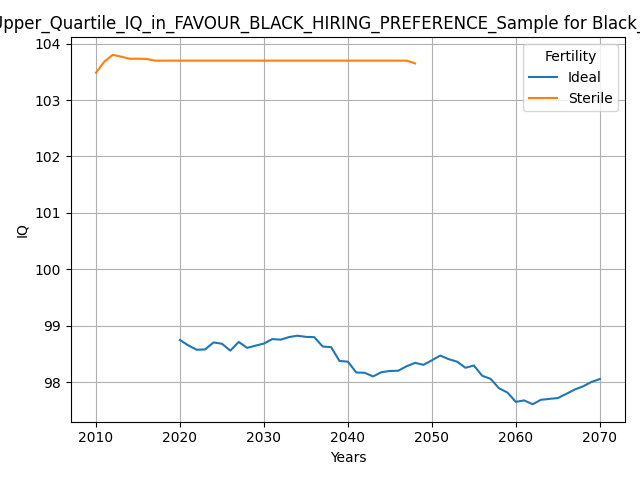 Upper_Quartile_IQ_in_FAVOUR_BLACK_HIRING_PREFERENCE_Sample for Black_
Fertility
Ideal
Sterile
104
103
102
101
100
99
98
IQ
2010 2020 2030 2040 2050 2060 2070
Years